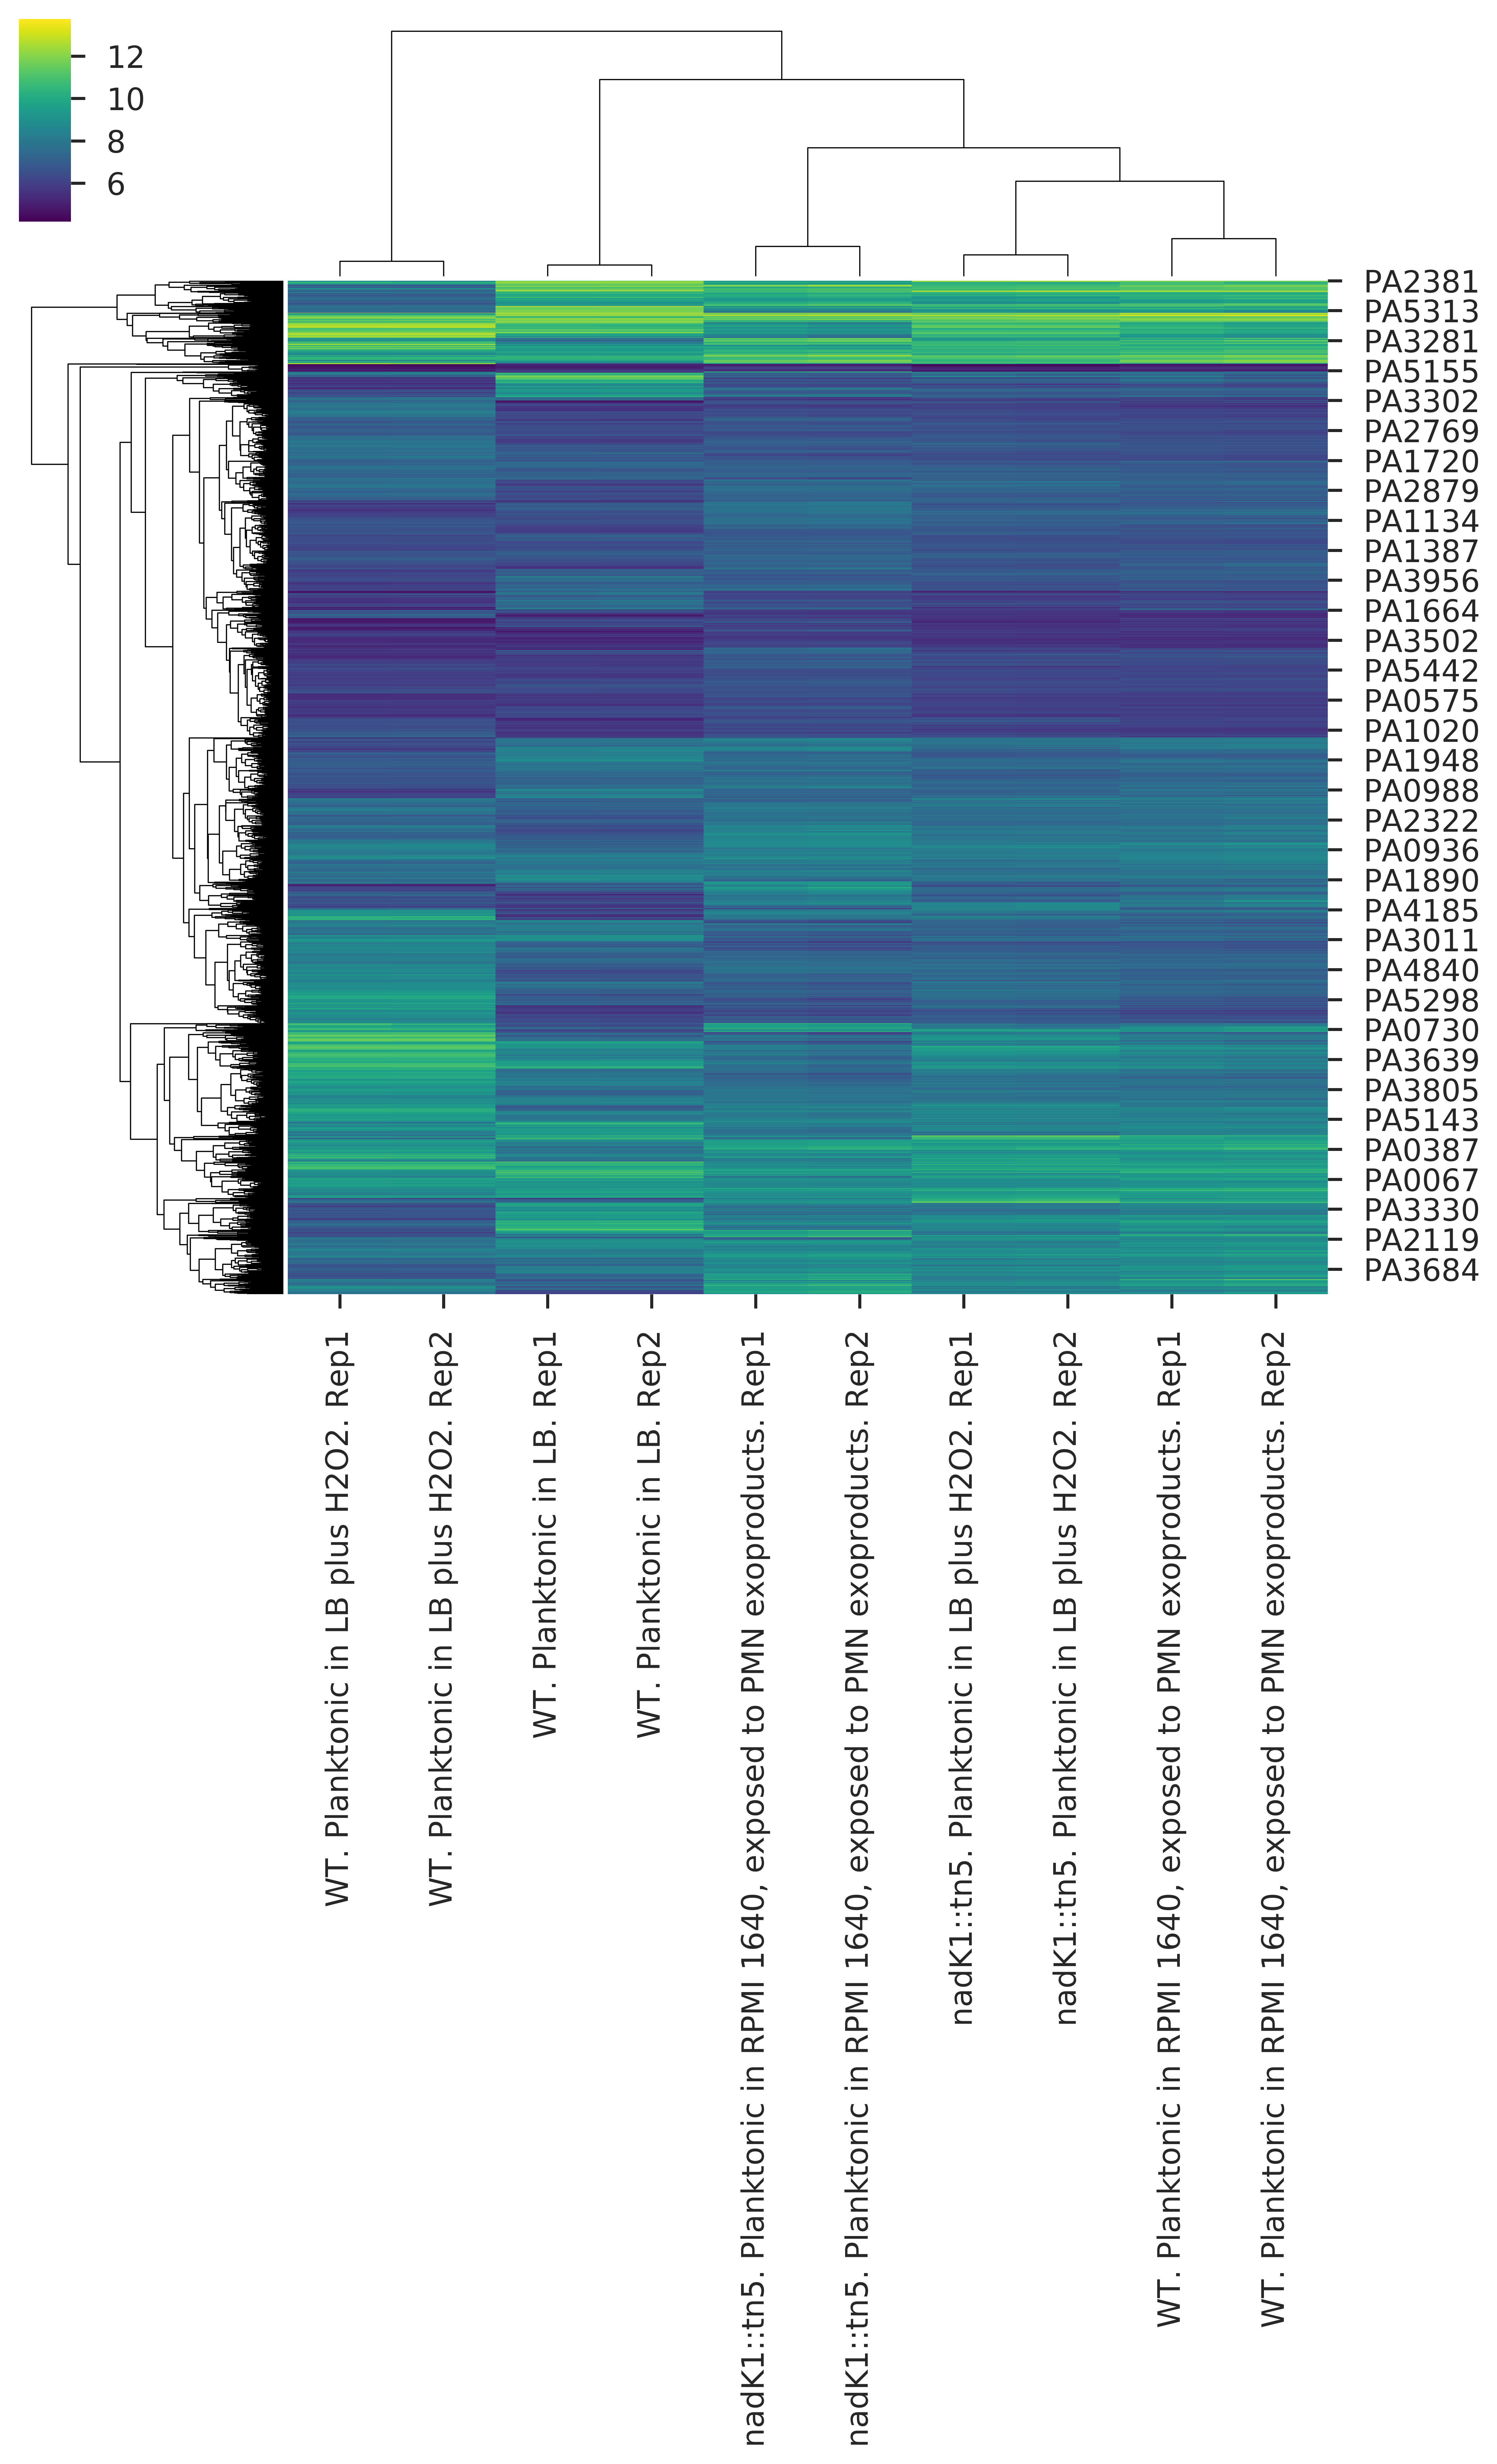 12
10
8
6
PA2381
PA5313
PA3281
PA5155
PA3302
PA2769
PA1720
PA2879
PA1134
PA1387
PA3956
PA1664
PA3502
PA5442
PA0575
PA1020
PA1948
PA0988
PA2322
PA0936
PA1890
PA4185
PA3011
PA4840
PA5298
PA0730
PA3639
PA3805
PA5143
PA0387
PA0067
PA3330
PA2119
PA3684
WT. Planktonic in LB plus H2O2. Rep1
WT. Planktonic in LB plus H2O2. Rep2
WT. Planktonic in LB. Rep1
WT. Planktonic in LB. Rep2
nadK1::tn5. Planktonic in RPMI 1640, exposed to PMN exoproducts. Rep1
nadK1::tn5. Planktonic in RPMI 1640, exposed to PMN exoproducts. Rep2
nadK1::tn5. Planktonic in LB plus H2O2. Rep1
nadK1::tn5. Planktonic in LB plus H2O2. Rep2
WT. Planktonic in RPMI 1640, exposed to PMN exoproducts. Rep1
WT. Planktonic in RPMI 1640, exposed to PMN exoproducts. Rep2